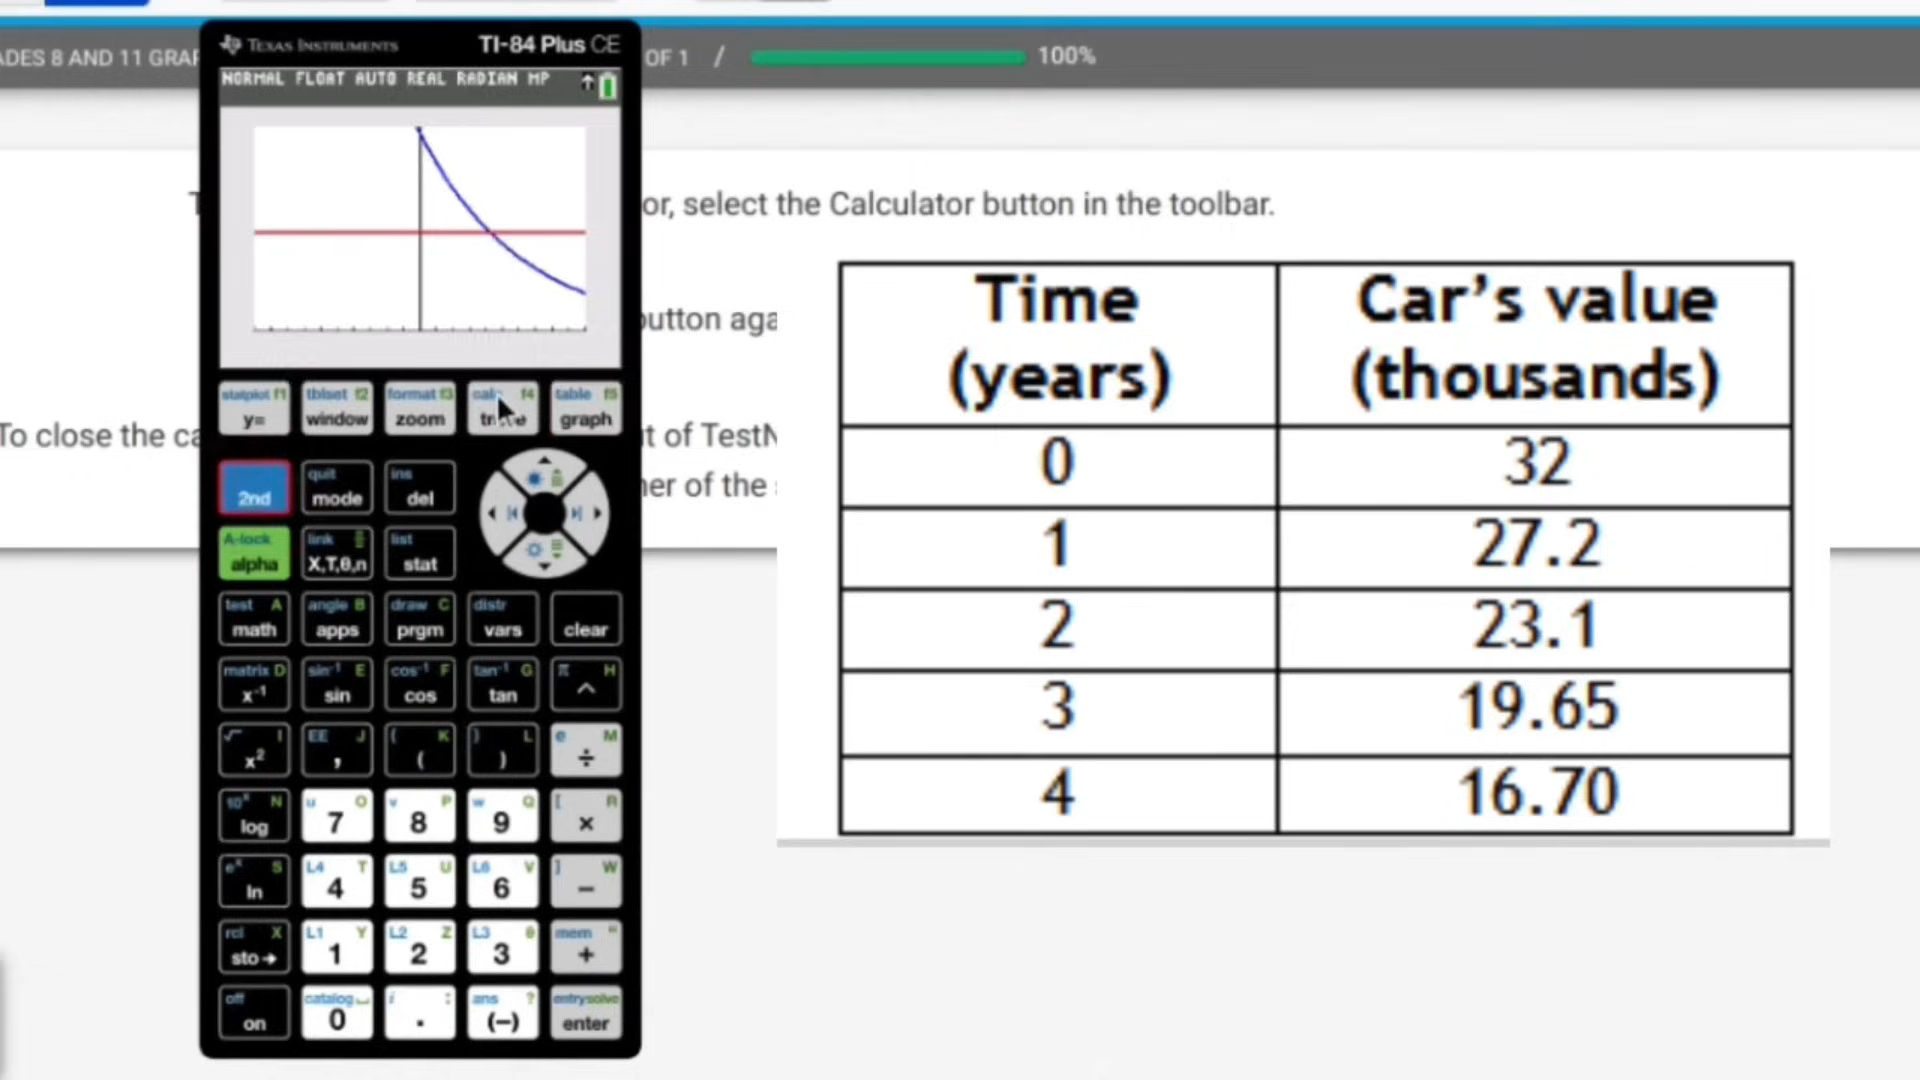 ADES 8 AND 11 GRAF
OF 1 / 100%
TEXAS INSTRUMENTS TI-84 Plus CE
NORMAL FLOAT AUTO REAL RADIAN MP
or, select the Calculator button in the toolbar.
button aga
To close the ca
t of TestN
ner of the
statplot f1 tblset f2 format f3 calc f4 table f5
y= window zoom trace graph
quit ins
2nd mode del
A-lock link list
alpha X,T,θ,n stat
test A angle B draw C distr
math apps prgm vars clear
matrix D sin⁻¹ E cos⁻¹ F tan⁻¹ G π H
x⁻¹ sin cos tan ^
√ I EE J { K } L e M
x² , ( ) ÷
10ˣ N u O v P w Q [ R
log 7 8 9 ×
eˣ S L4 T L5 U L6 V ] W
ln 4 5 6 −
rcl X L1 Y L2 Z L3 θ mem "
sto→ 1 2 3 +
off catalog i : ans ? entry solve
on 0 . (−) enter
Time (years) Car's value (thousands)
0 32
1 27.2
2 23.1
3 19.65
4 16.70